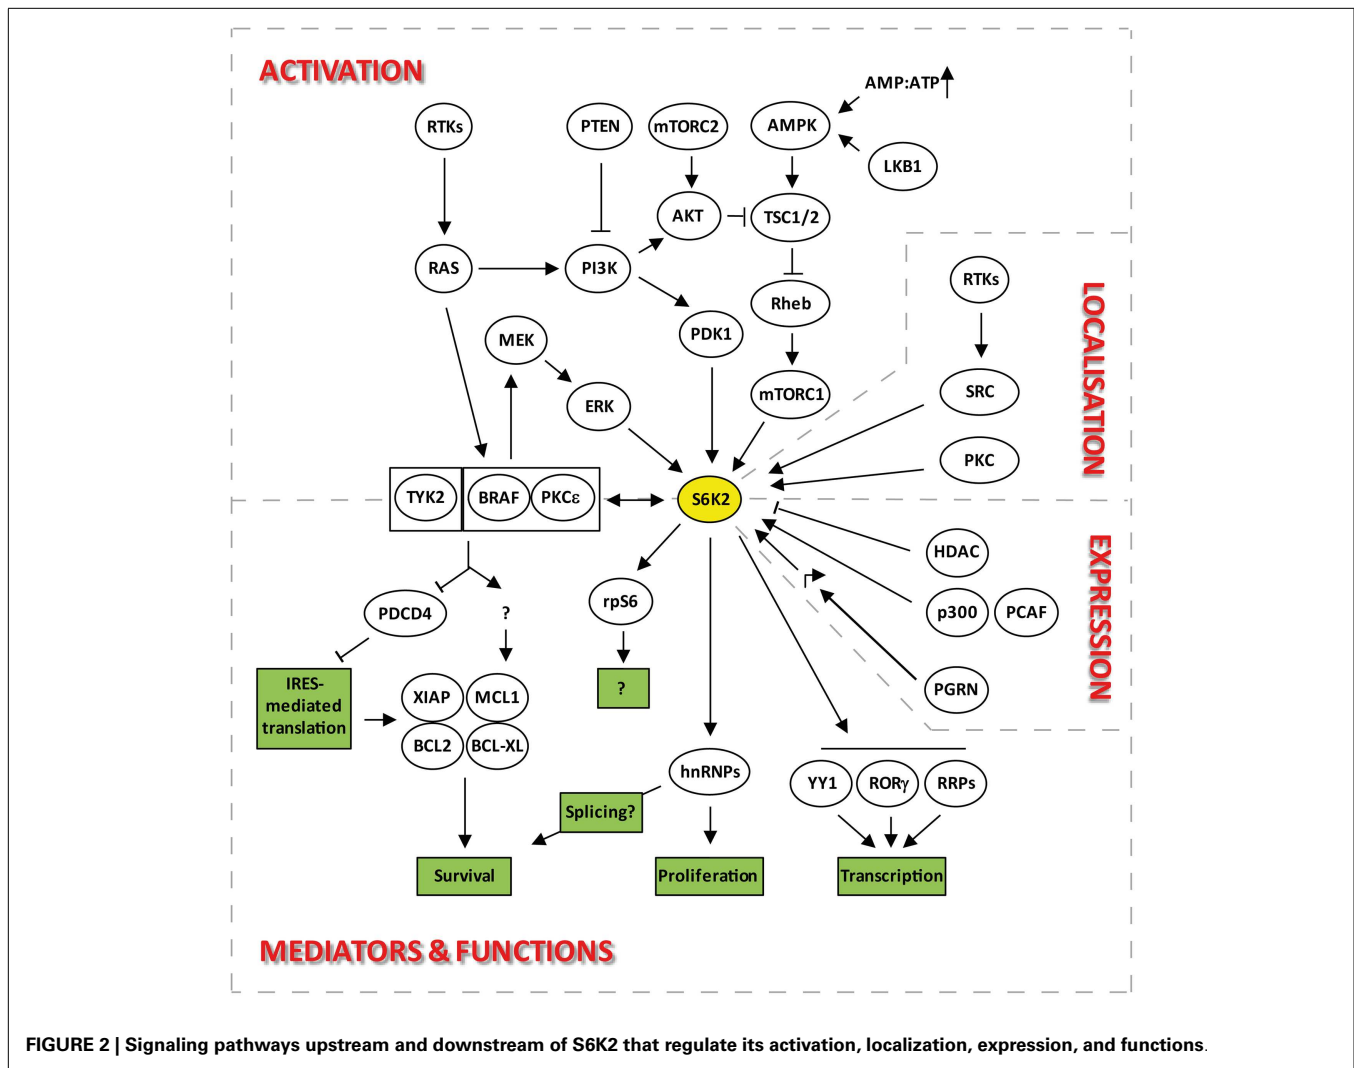 ACTIVATION
AMP:ATP
RTKs
PTEN
mTORC2
AMPK
LKB1
AKT
TSC1/2
RAS
PI3K
Rheb
PDK1
MEK
ERK
mTORC1
LOCALISATION
RTKs
SRC
PKC
TYK2
BRAF
PKCε
S6K2
EXPRESSION
HDAC
p300
PCAF
PGRN
PDCD4
?
rpS6
?
IRES-
mediated
translation
XIAP
MCL1
BCL2
BCL-XL
hnRNPs
YY1
RORγ
RRPs
Splicing?
Survival
Proliferation
Transcription
MEDIATORS & FUNCTIONS
FIGURE 2 | Signaling pathways upstream and downstream of S6K2 that regulate its activation, localization, expression, and functions.